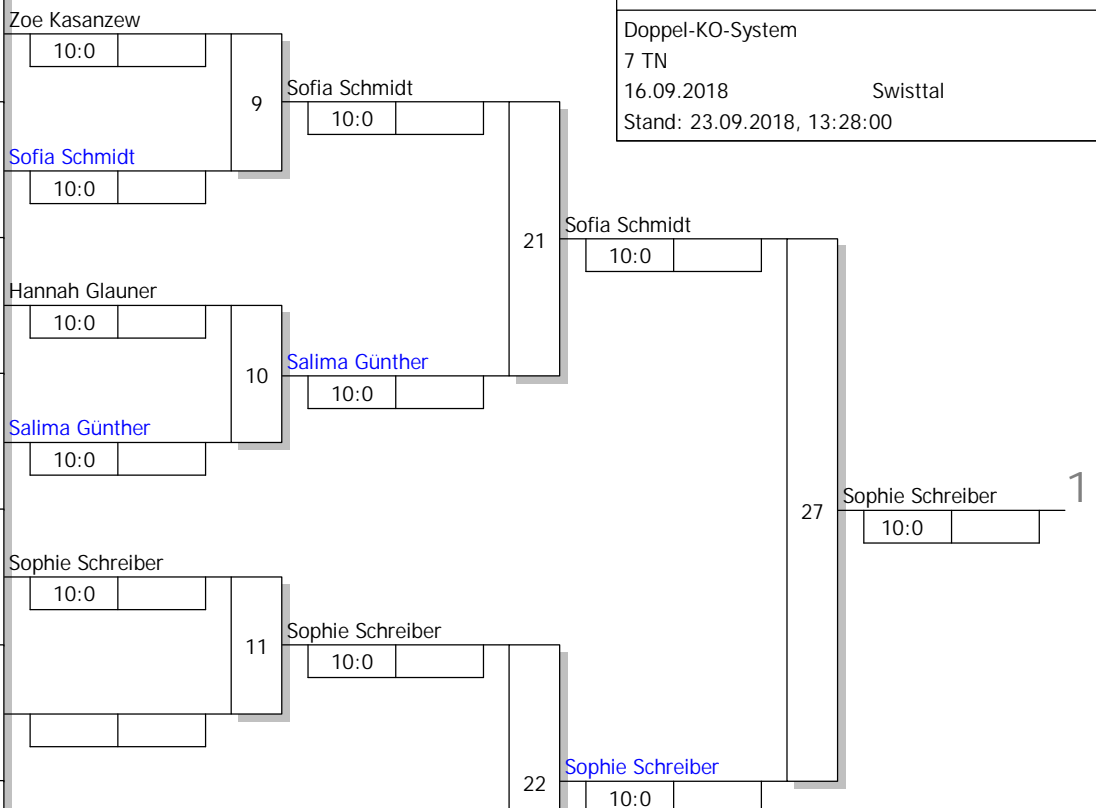 Zoe Kasanzew
10:0
9
Sofia Schmidt
10:0
Sofia Schmidt
10:0
Doppel-KO-System
7 TN
16.09.2018 Swisttal
Stand: 23.09.2018, 13:28:00
21
Sofia Schmidt
10:0
Hannah Glauner
10:0
10
Salima Günther
10:0
Salima Günther
10:0
27
Sophie Schreiber
1
10:0
Sophie Schreiber
10:0
11
Sophie Schreiber
10:0
22
Sophie Schreiber
10:0